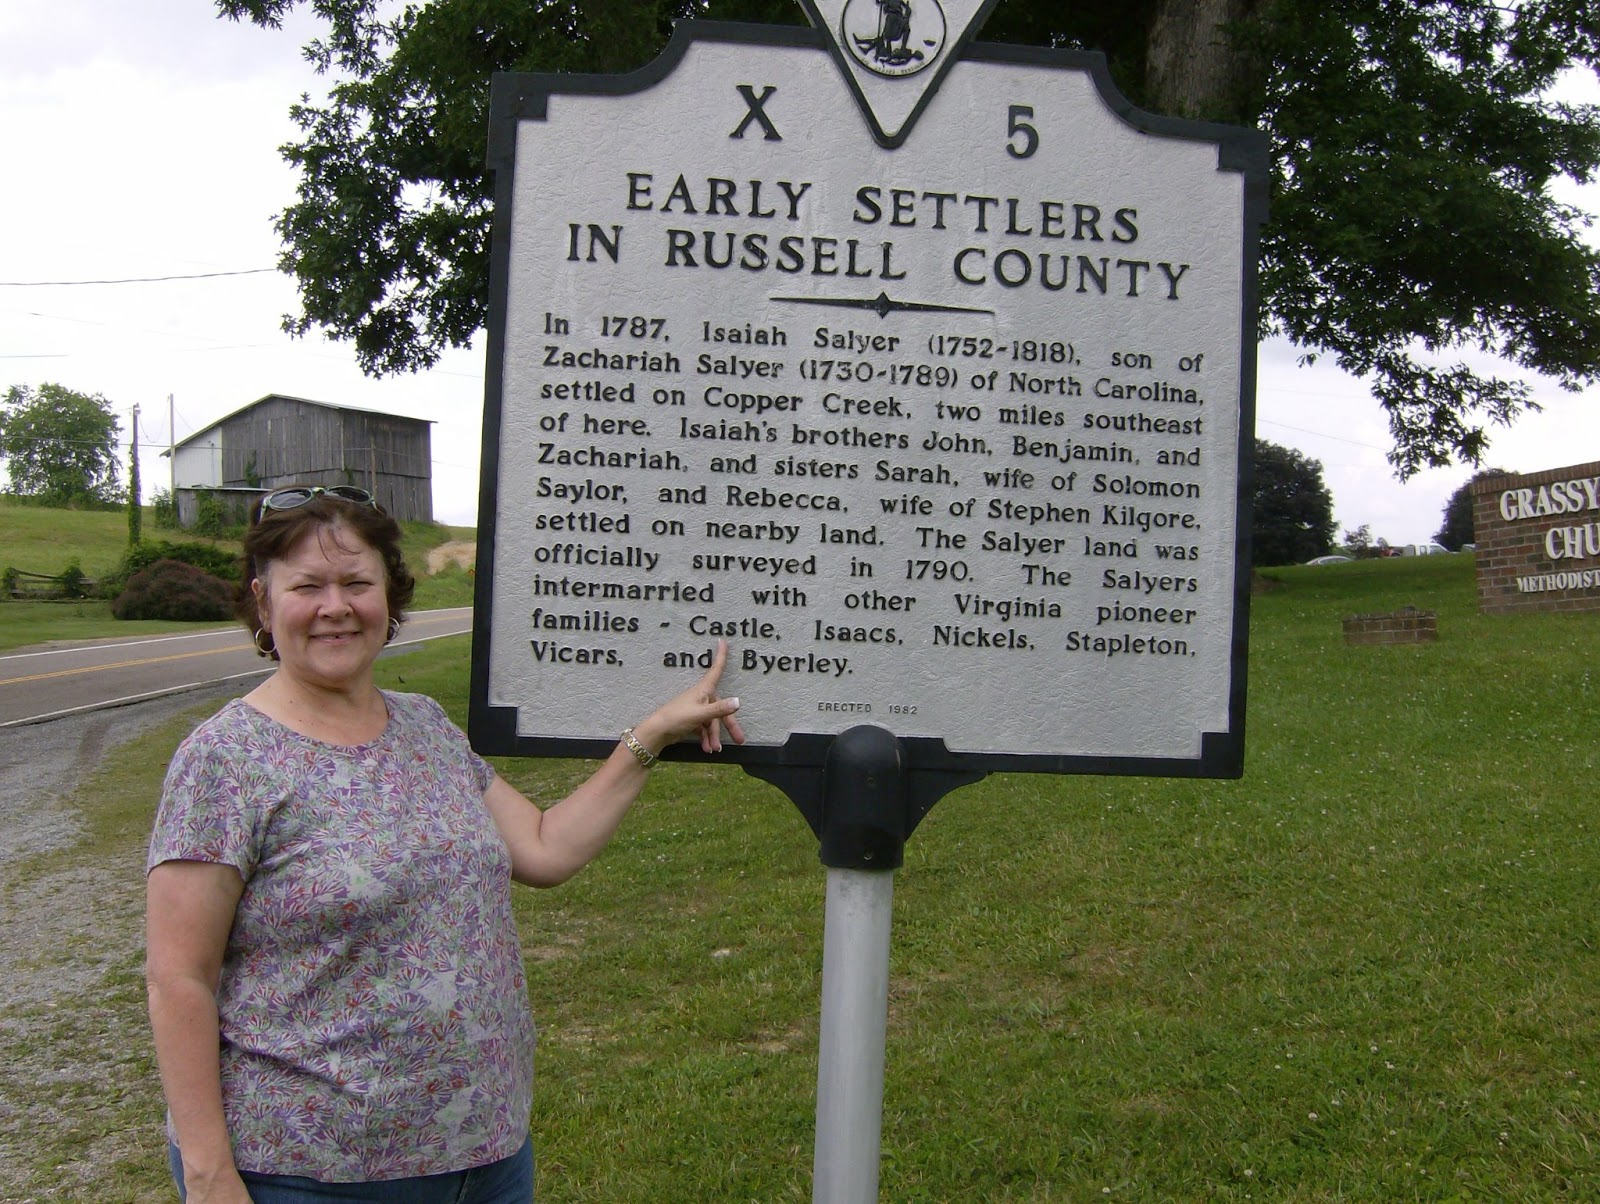 X 5
EARLY SETTLERS
IN RUSSELL COUNTY
In 1787, Isaiah Salyer (1752-1818), son of
Zachariah Salyer (1730-1789) of North Carolina,
settled on Copper Creek, two miles southeast
of here. Isaiah's brothers John, Benjamin, and
Zachariah, and sisters Sarah, wife of Solomon
Saylor, and Rebecca, wife of Stephen Kilgore,
settled on nearby land. The Salyer land was
officially surveyed in 1790. The Salyers
intermarried with other Virginia pioneer
families - Castle, Isaacs, Nickels, Stapleton,
Vicars, and Byerley.
ERECTED 1982
GRASSY
CHU
METHODIST